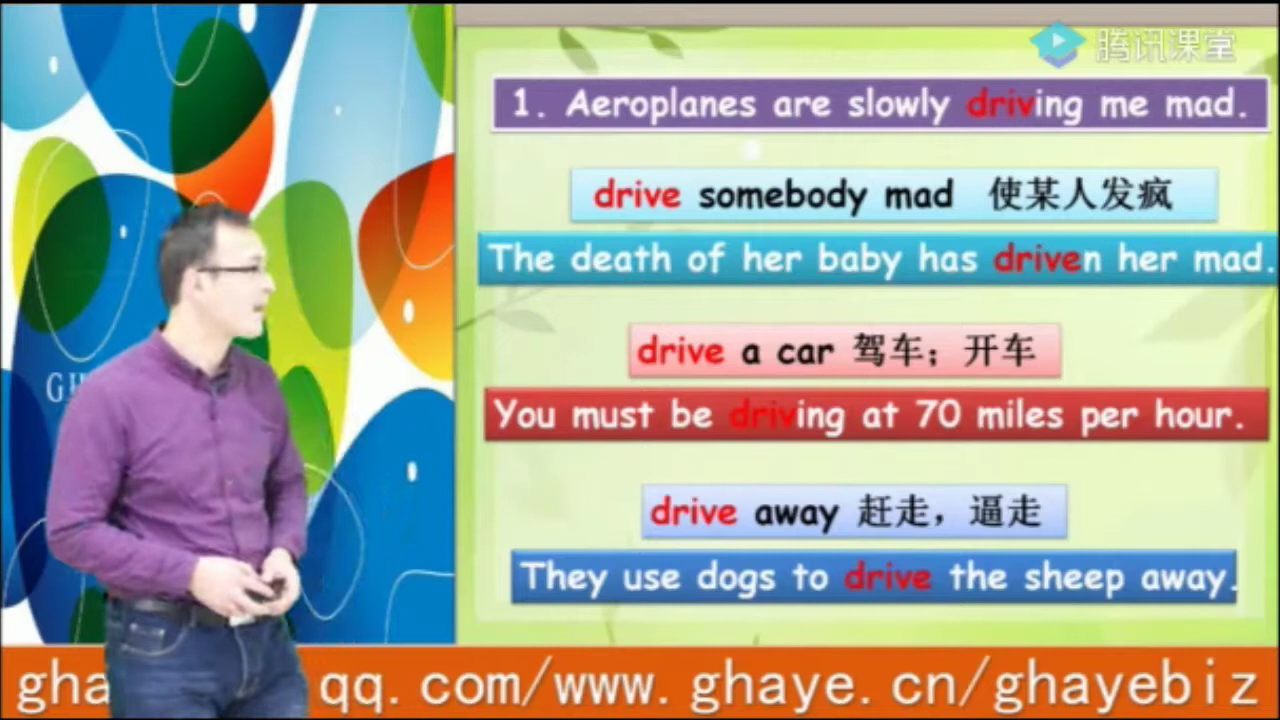 腾讯课堂
1. Aeroplanes are slowly driving me mad.
drive somebody mad 使某人发疯
The death of her baby has driven her mad.
drive a car 驾车；开车
You must be driving at 70 miles per hour.
drive away 赶走，逼走
They use dogs to drive the sheep away.
GH
gha qq.com/www.ghaye.cn/ghayebiz